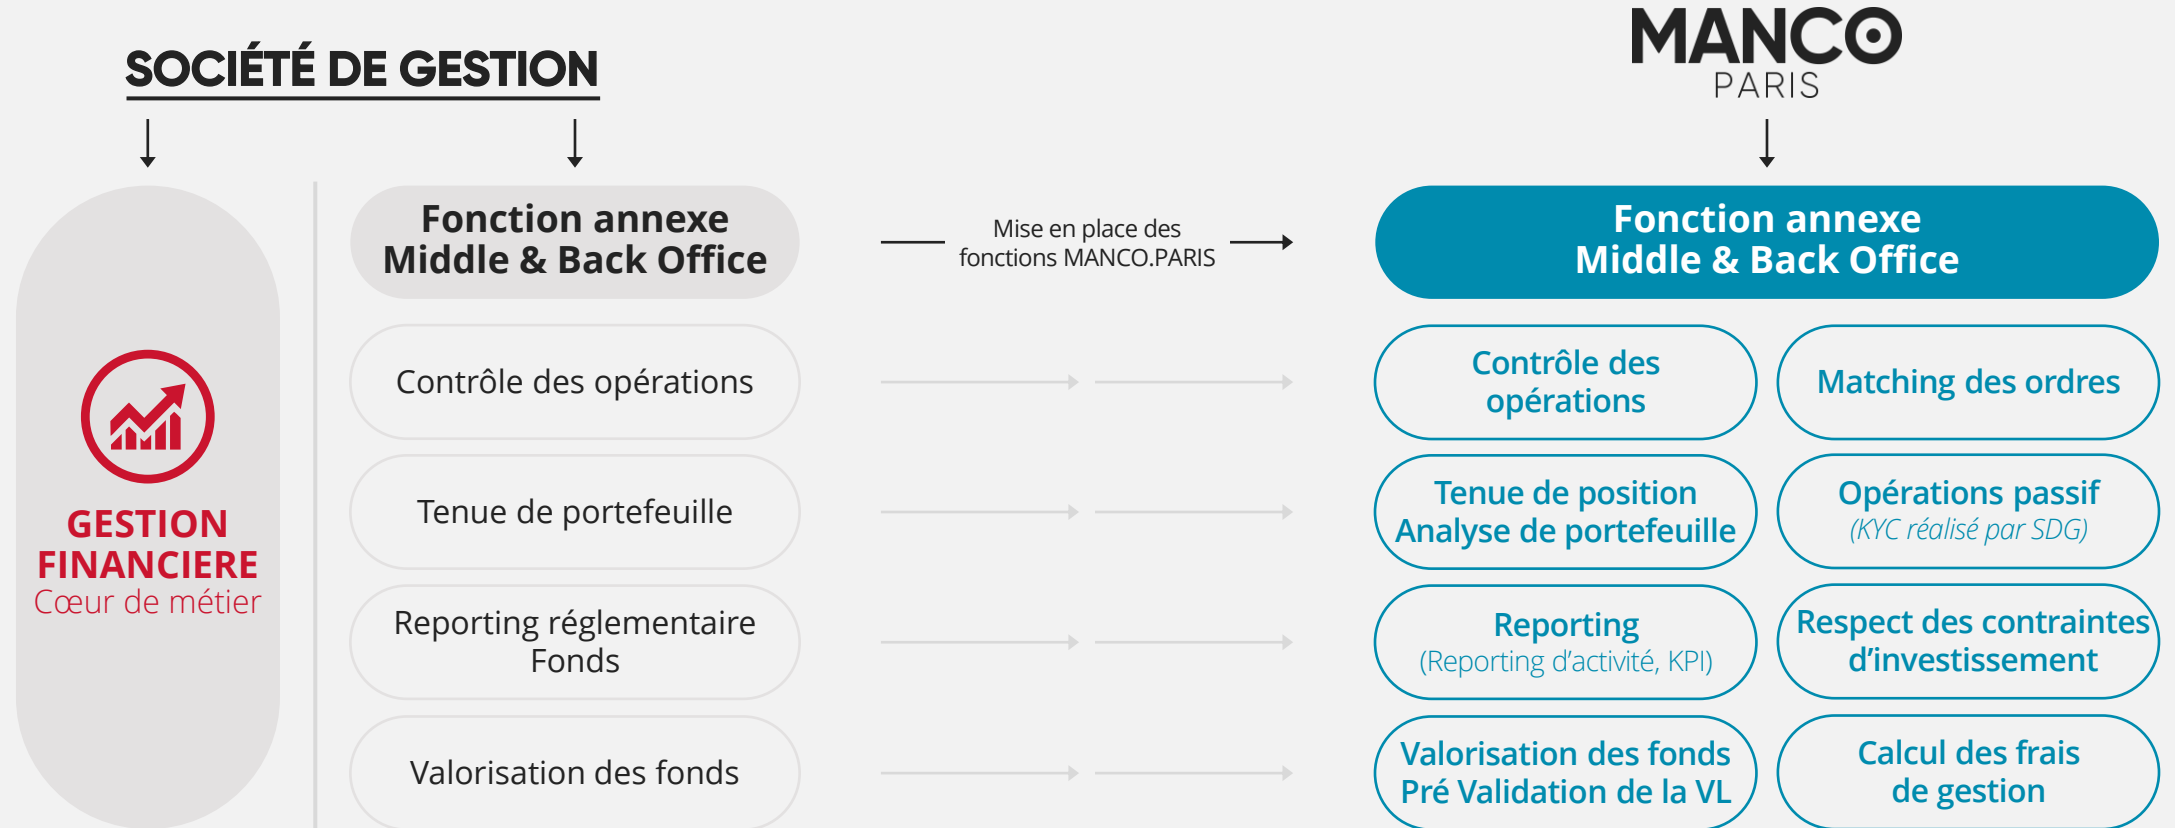 SOCIÉTÉ DE GESTION
MANCO
PARIS
GESTION
FINANCIERE
Cœur de métier
Fonction annexe
Middle & Back Office
Mise en place des
fonctions MANCO.PARIS
Fonction annexe
Middle & Back Office
Contrôle des opérations
Contrôle des
opérations
Matching des ordres
Tenue de portefeuille
Tenue de position
Analyse de portefeuille
Opérations passif
(KYC réalisé par SDG)
Reporting réglementaire
Fonds
Reporting
(Reporting d’activité, KPI)
Respect des contraintes
d’investissement
Valorisation des fonds
Valorisation des fonds
Pré Validation de la VL
Calcul des frais
de gestion